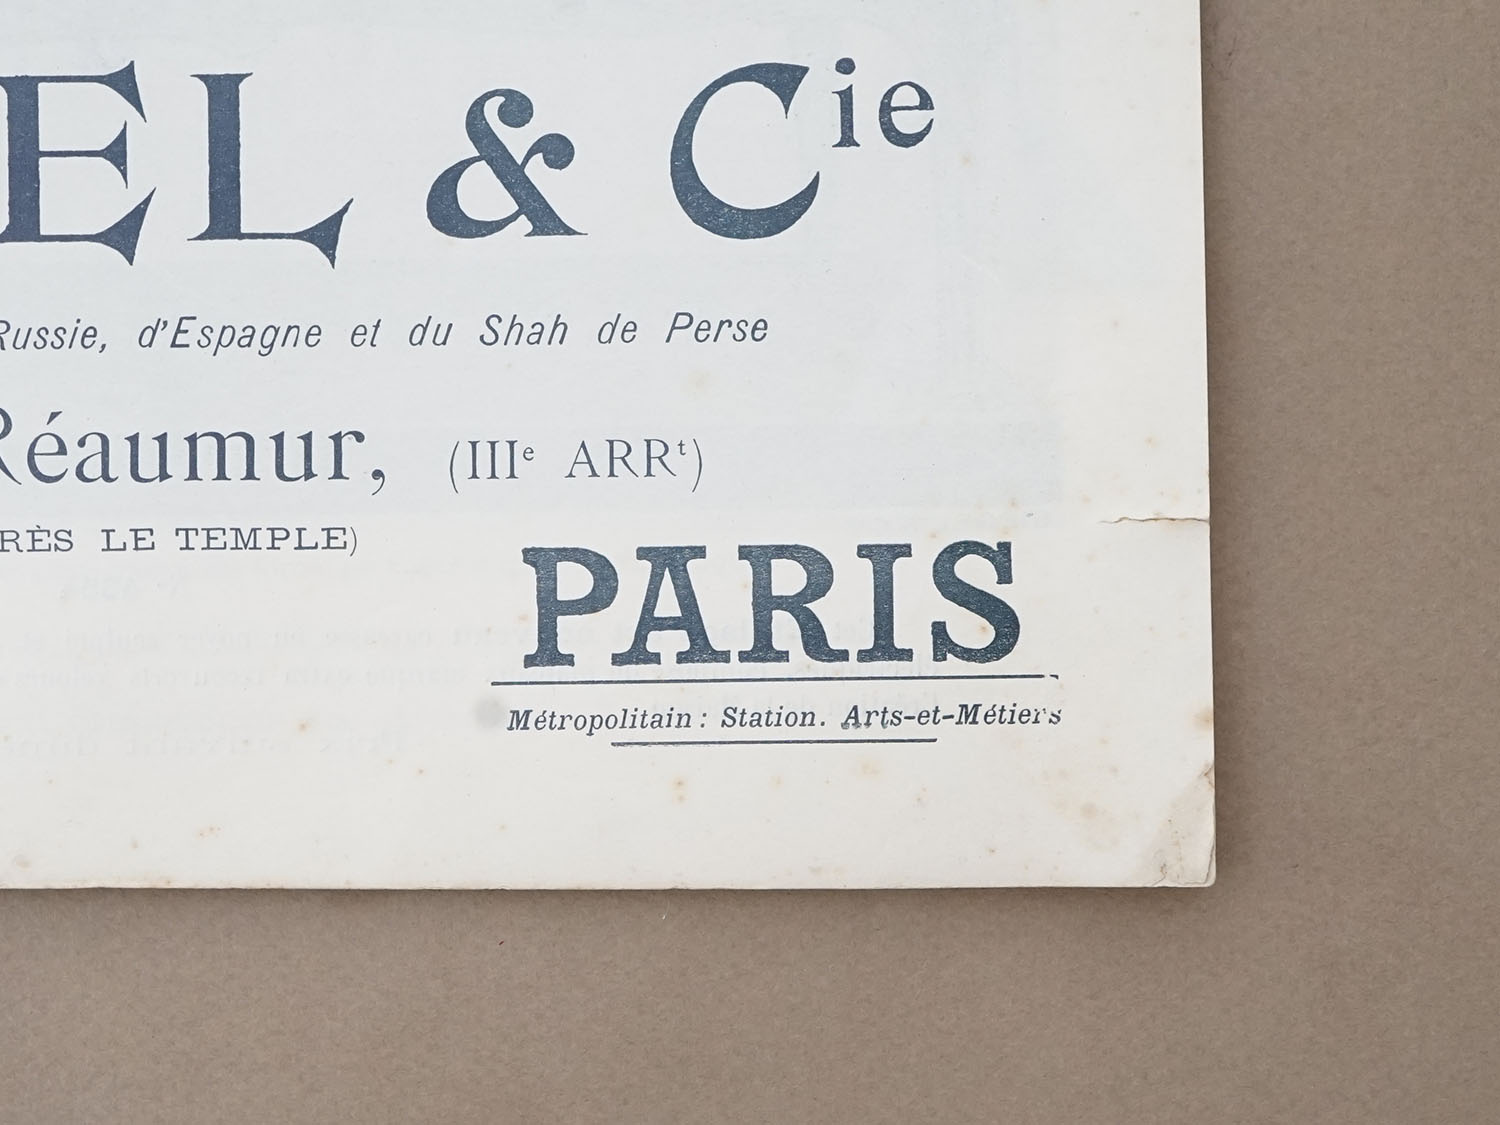 EL & Cie
Russie, d'Espagne et du Shah de Perse
Réaumur, (IIIe ARRt)
RÈS LE TEMPLE)
PARIS
Métropolitain: Station. Arts-et-Métiers